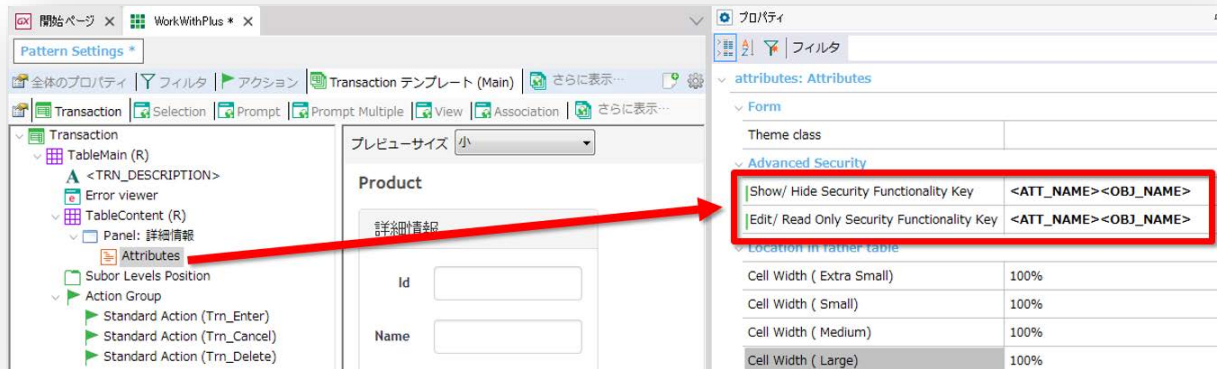 開始ページ
WorkWithPlus *
Pattern Settings *
全体のプロパティ
フィルタ
アクション
Transaction テンプレート (Main)
さらに表示…
Transaction
Selection
Prompt
Prompt Multiple
View
Association
さらに表示…
Transaction
TableMain (R)
<TRN_DESCRIPTION>
Error viewer
TableContent (R)
Panel: 詳細情報
Attributes
Subor Levels Position
Action Group
Standard Action (Trn_Enter)
Standard Action (Trn_Cancel)
Standard Action (Trn_Delete)
プレビューサイズ 小
Product
詳細情報
Id
Name
プロパティ
フィルタ
attributes: Attributes
Form
Theme class
Advanced Security
Show/ Hide Security Functionality Key <ATT_NAME><OBJ_NAME>
Edit/ Read Only Security Functionality Key <ATT_NAME><OBJ_NAME>
Location in father table
Cell Width ( Extra Small) 100%
Cell Width ( Small) 100%
Cell Width ( Medium) 100%
Cell Width ( Large) 100%